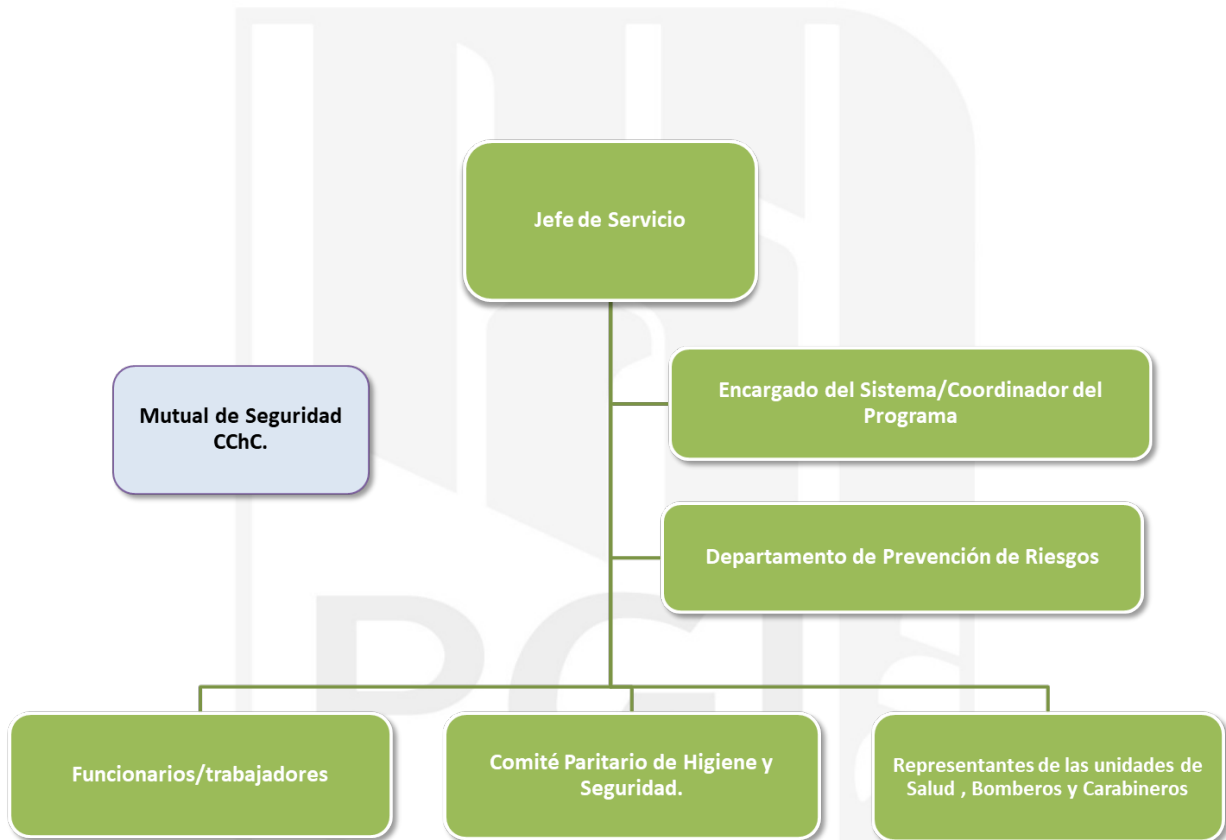 Jefe de Servicio
Mutual de Seguridad
CChC.
Encargado del Sistema/Coordinador del
Programa
Departamento de Prevención de Riesgos
Funcionarios/trabajadores
Comité Paritario de Higiene y
Seguridad.
Representantes de las unidades de
Salud , Bomberos y Carabineros